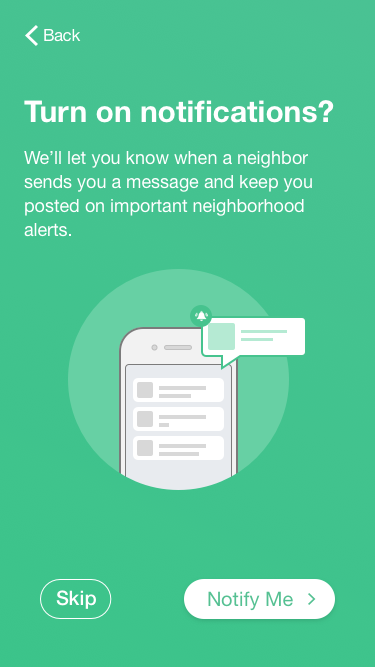 Back
Turn on notifications?
We’ll let you know when a neighbor
sends you a message and keep you
posted on important neighborhood
alerts.
Skip
Notify Me